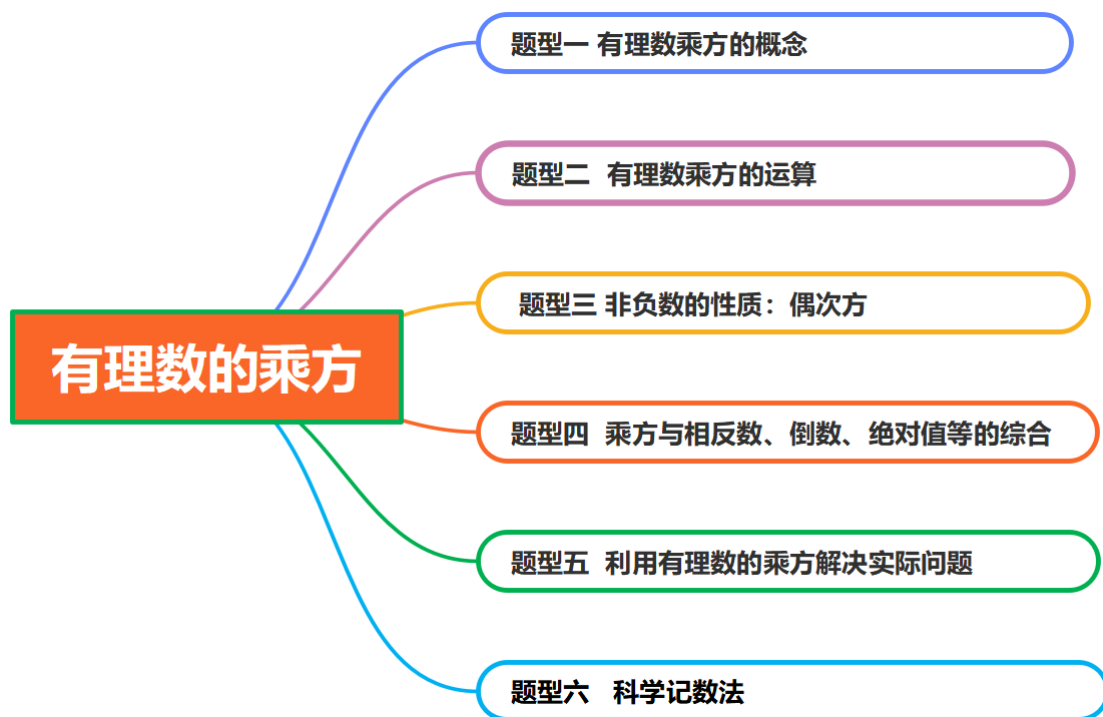 题型一 有理数乘方的概念
题型二 有理数乘方的运算
题型三 非负数的性质：偶次方
有理数的乘方
题型四 乘方与相反数、倒数、绝对值等的综合
题型五 利用有理数的乘方解决实际问题
题型六 科学记数法